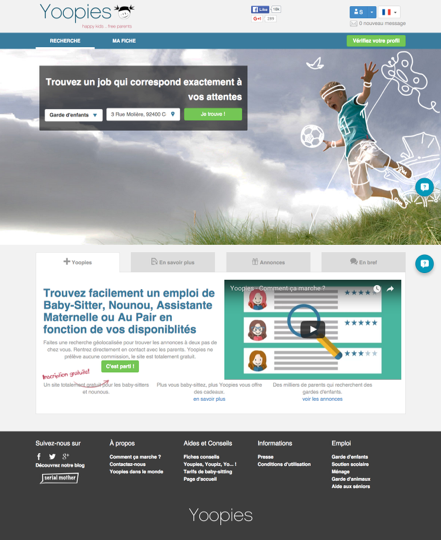 Yoopies
happy kids . free parents
Like 16k
G+1 184
S
0 nouveau message
RECHERCHE
MA FICHE
Vérifiez votre profil
Trouvez un job qui correspond exactement à
vos attentes
Garde d'enfants
3 Rue Molière, 92400 C
Je trouve !
Yoopies
En savoir plus
Annonces
En bref
Trouvez facilement un emploi de
Baby-Sitter, Nounou, Assistante
Maternelle ou Au Pair en
fonction de vos disponiblités
Faites une recherche géolocalisée pour trouver les annonces à deux pas de
chez vous. Rentrez directement en contact avec les parents. Yoopies ne
prélève aucune commission, le site est totalement gratuit.
C'est parti !
Inscription gratuite!
Yoopies - Comment ça marche ?
Un site totalement gratuit pour les baby-sitters
et nounous.
Plus vous baby-sittez, plus Yoopies vous offre
des cadeaux.
en savoir plus
Des milliers de parents qui recherchent des
gardes d'enfants.
voir les annonces
Suivez-nous sur
Découvrez notre blog
serial mother
À propos
Comment ça marche ?
Contactez-nous
Yoopies dans le monde
Aides et Conseils
Fiches conseils
Yoopies, Youpiz, Yo... !
Tarifs de baby-sitting
Page d'accueil
Informations
Presse
Conditions d'utilisation
Emploi
Garde d'enfants
Soutien scolaire
Ménage
Garde d'animaux
Aide aux séniors
Yoopies